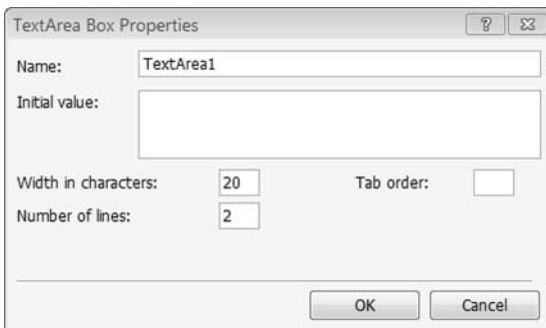 TextArea Box Properties ?
Name: TextArea1
Initial value:
Width in characters: 20 Tab order:
Number of lines: 2
OK Cancel